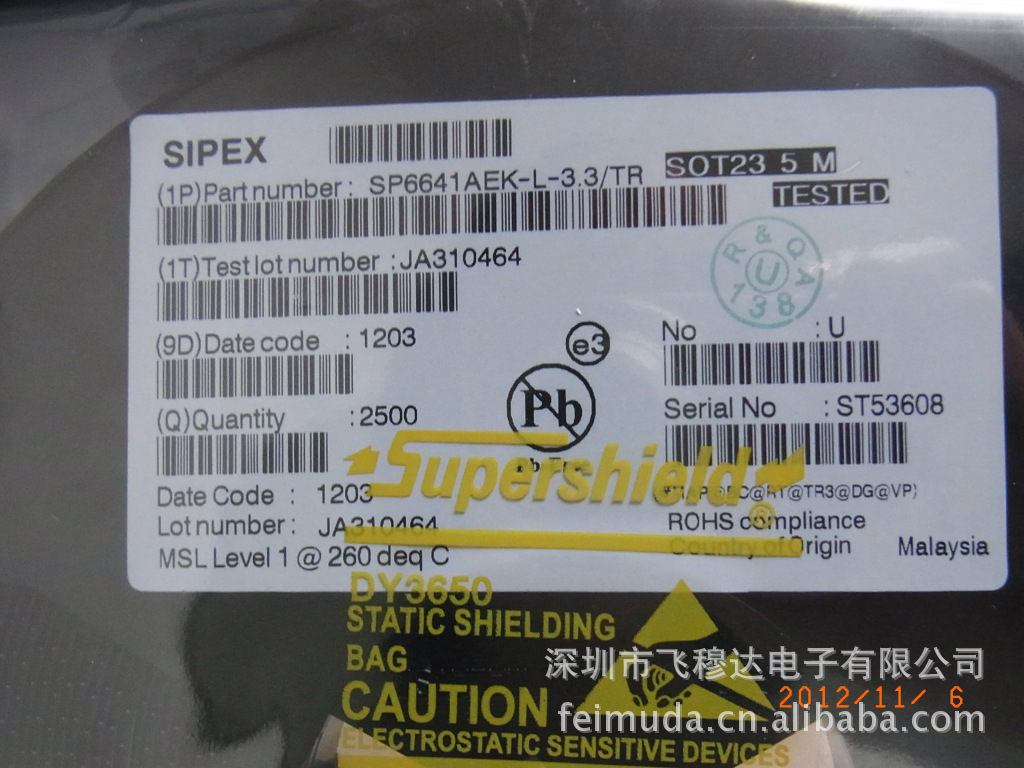 SIPEX
(1P)Part number: SP6641AEK-L-3.3/TR
SOT23 5 M
TESTED
(1T)Test lot number :JA310464
R & Q A
U
138
(9D)Date code :1203
e3
No :U
Pb
(Q)Quantity :2500
Serial No :ST53608
Supershield®
Date Code : 1203
Lot number: JA310464
ROHS compliance
MSL Level 1 @ 260 deq C
Country of Origin Malaysia
DY3650
STATIC SHIELDING
BAG
CAUTION
ELECTROSTATIC SENSITIVE DEVICES
深圳市飞穆达电子有限公司
2012/11/ 6
feimuda.cn.alibaba.com